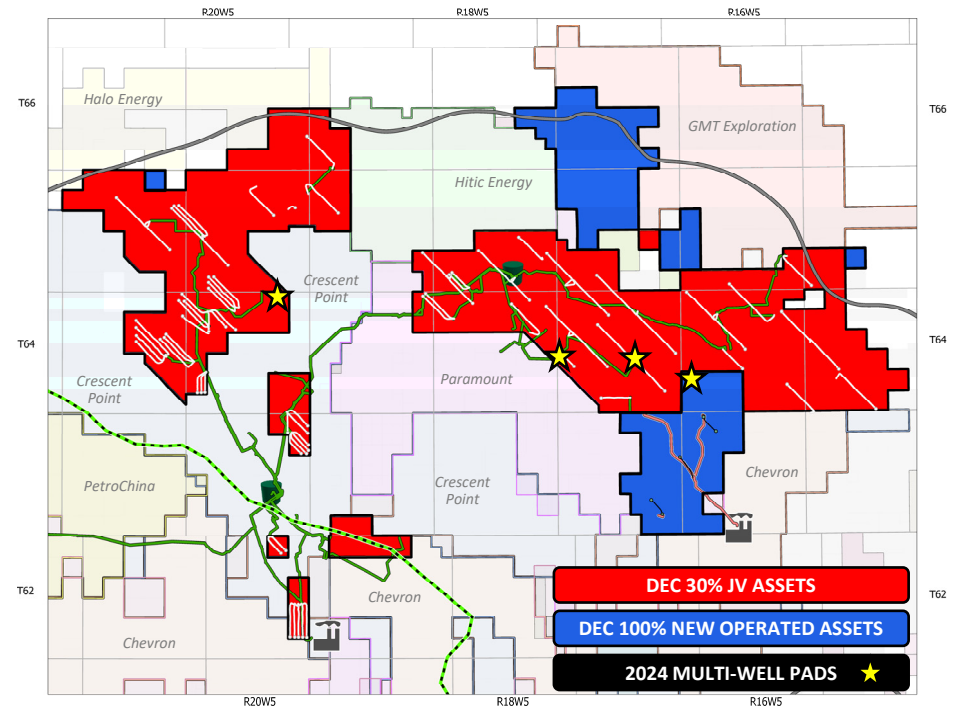 R20W5
R18W5
R16W5
T66
Halo Energy
T66
GMT Exploration
Hitic Energy
Crescent
Point
T64
T64
Crescent
Point
Paramount
PetroChina
Crescent
Point
Chevron
T62
Chevron
T62
Chevron
DEC 30% JV ASSETS
DEC 100% NEW OPERATED ASSETS
2024 MULTI-WELL PADS
R20W5
R18W5
R16W5